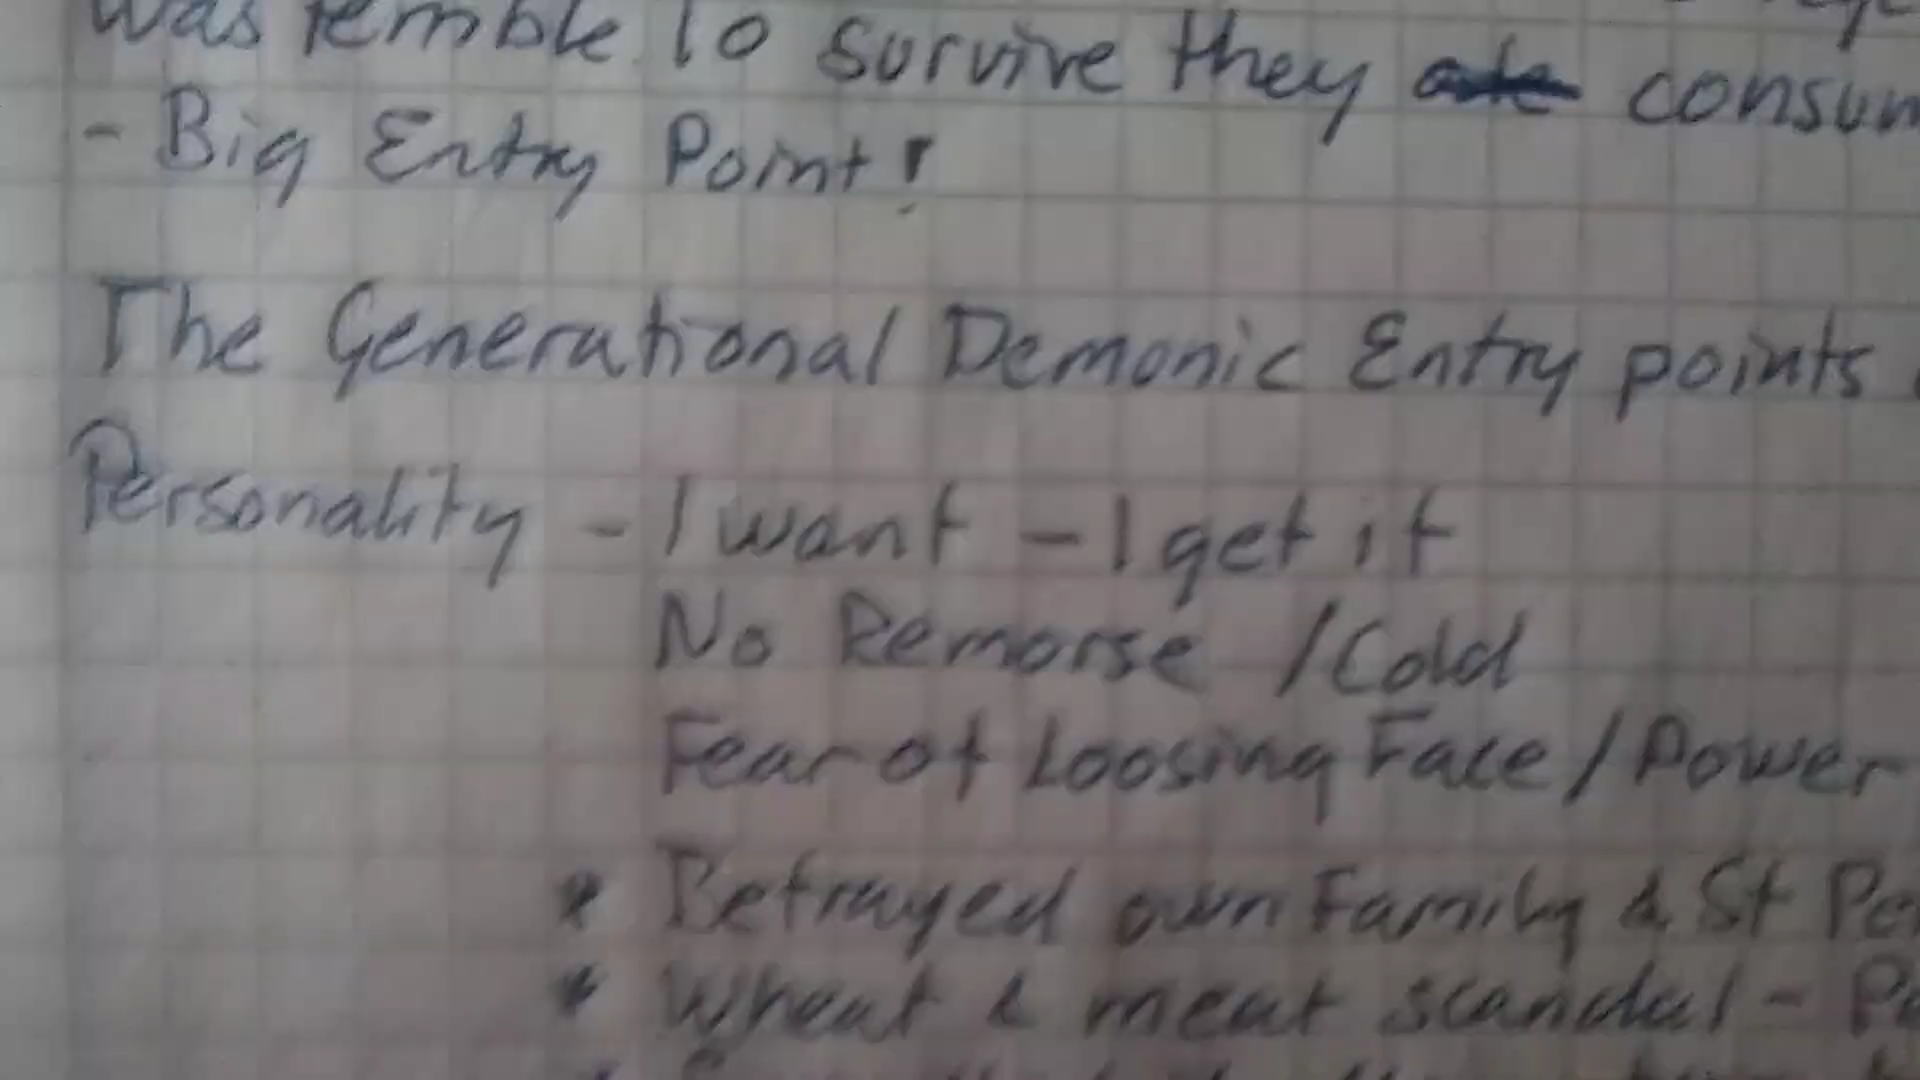 was terrible. To survive they ate consum
- Big Entry Point!
The Generational Demonic Entry points
Personality - I want - I get it
No Remorse / Cold
Fear of Loosing Face / Power
* Betrayed own Family & St Pe
* Wheat & meat scandal - P